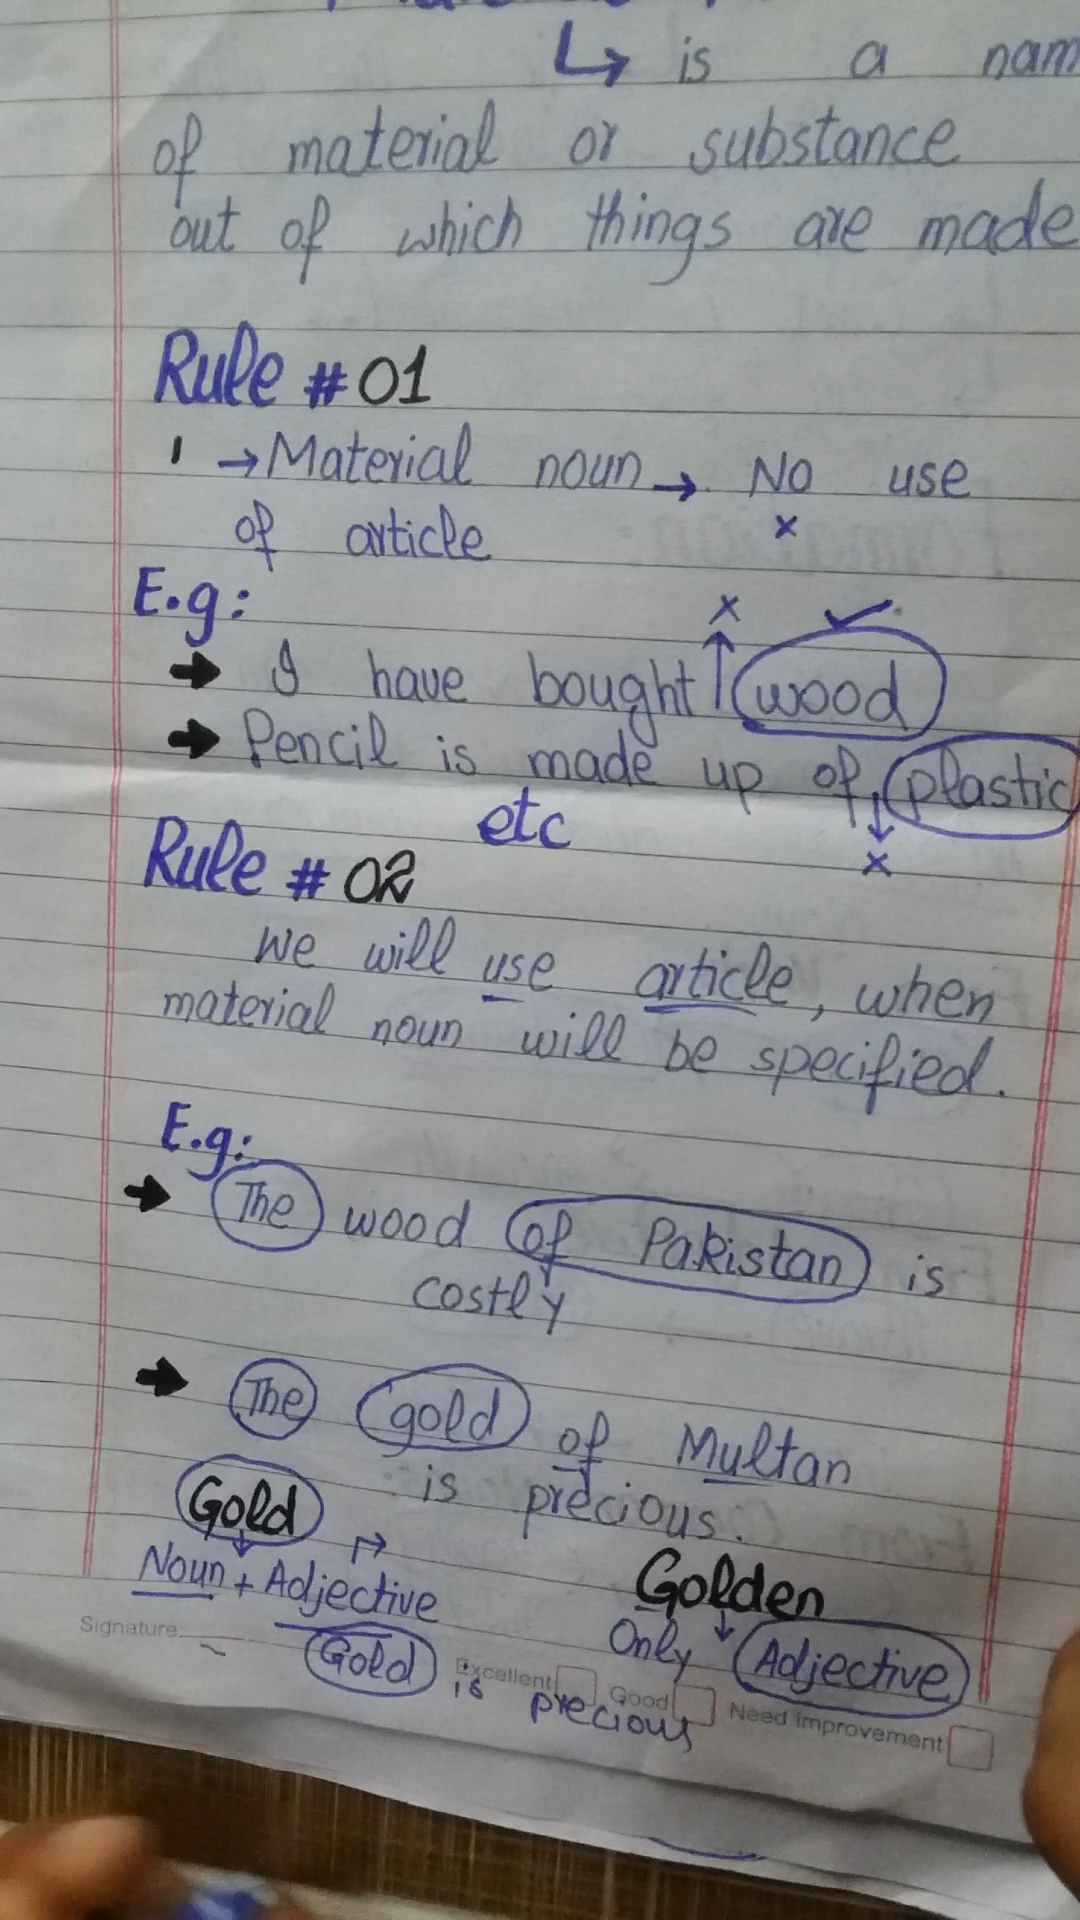 ↳ is a nam
of material or substance
out of which things are made
Rule # 01
1 → Material noun → No use
x
of article
E.g:
x ✓
➜ I have bought ↑ wood
➜ Pencil is made up of plastic
etc
x
Rule # 02
We will use article, when
material noun will be specified.
E.g:
➜ The wood of Pakistan is
costly
➜ The gold of Multan
is precious.
Gold
Noun + Adjective
Golden
Only Adjective
Signature:
Gold is precious
Excellent Good Need Improvement